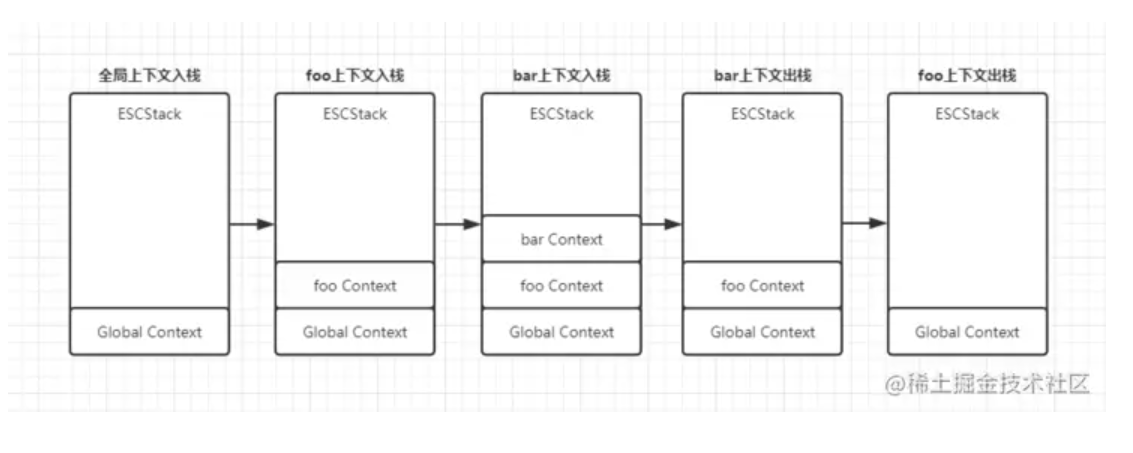 全局上下文入栈
foo上下文入栈
bar上下文入栈
bar上下文出栈
foo上下文出栈
ESCStack
ESCStack
ESCStack
ESCStack
ESCStack
bar Context
foo Context
foo Context
foo Context
Global Context
Global Context
Global Context
Global Context
Global Context
@稀土掘金技术社区